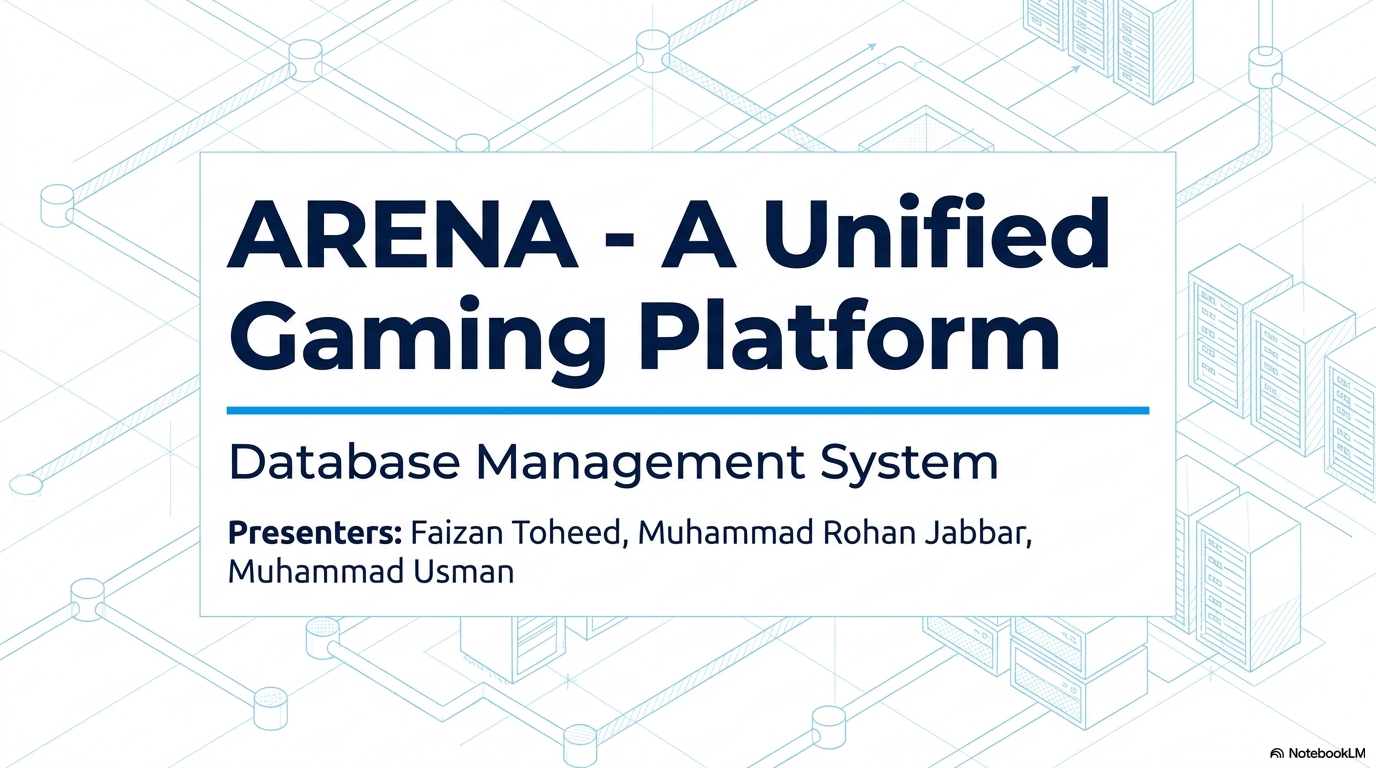 ARENA - A Unified
Gaming Platform
Database Management System
Presenters: Faizan Toheed, Muhammad Rohan Jabbar,
Muhammad Usman
NotebookLM